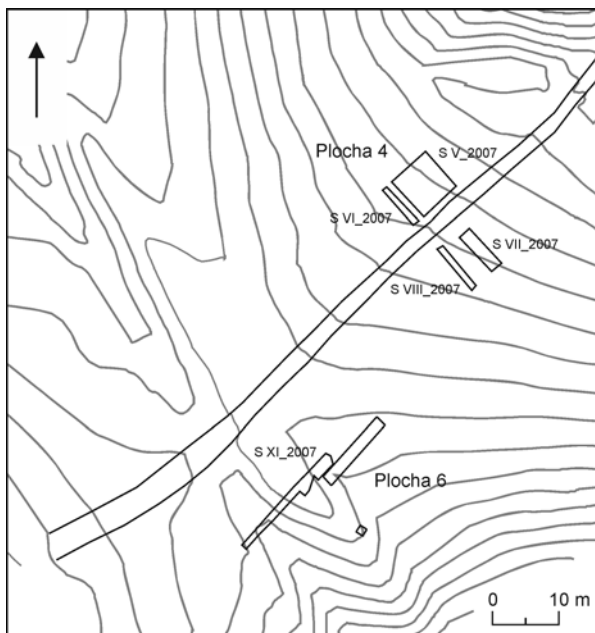 S V_2007
Plocha 4
S VI_2007
S VII_2007
S VIII_2007
S XI_2007
Plocha 6
0 10 m